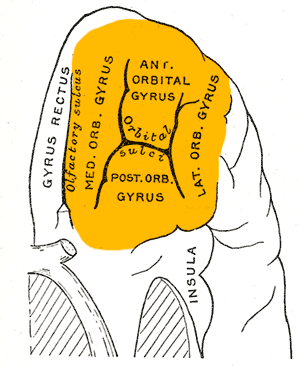 GYRUS RECTUS
Olfactory sulcus
MED. ORB. GYRUS
ANT.
ORBITAL
GYRUS
Orbital
sulci
POST. ORB.
GYRUS
LAT. ORB. GYRUS
INSULA